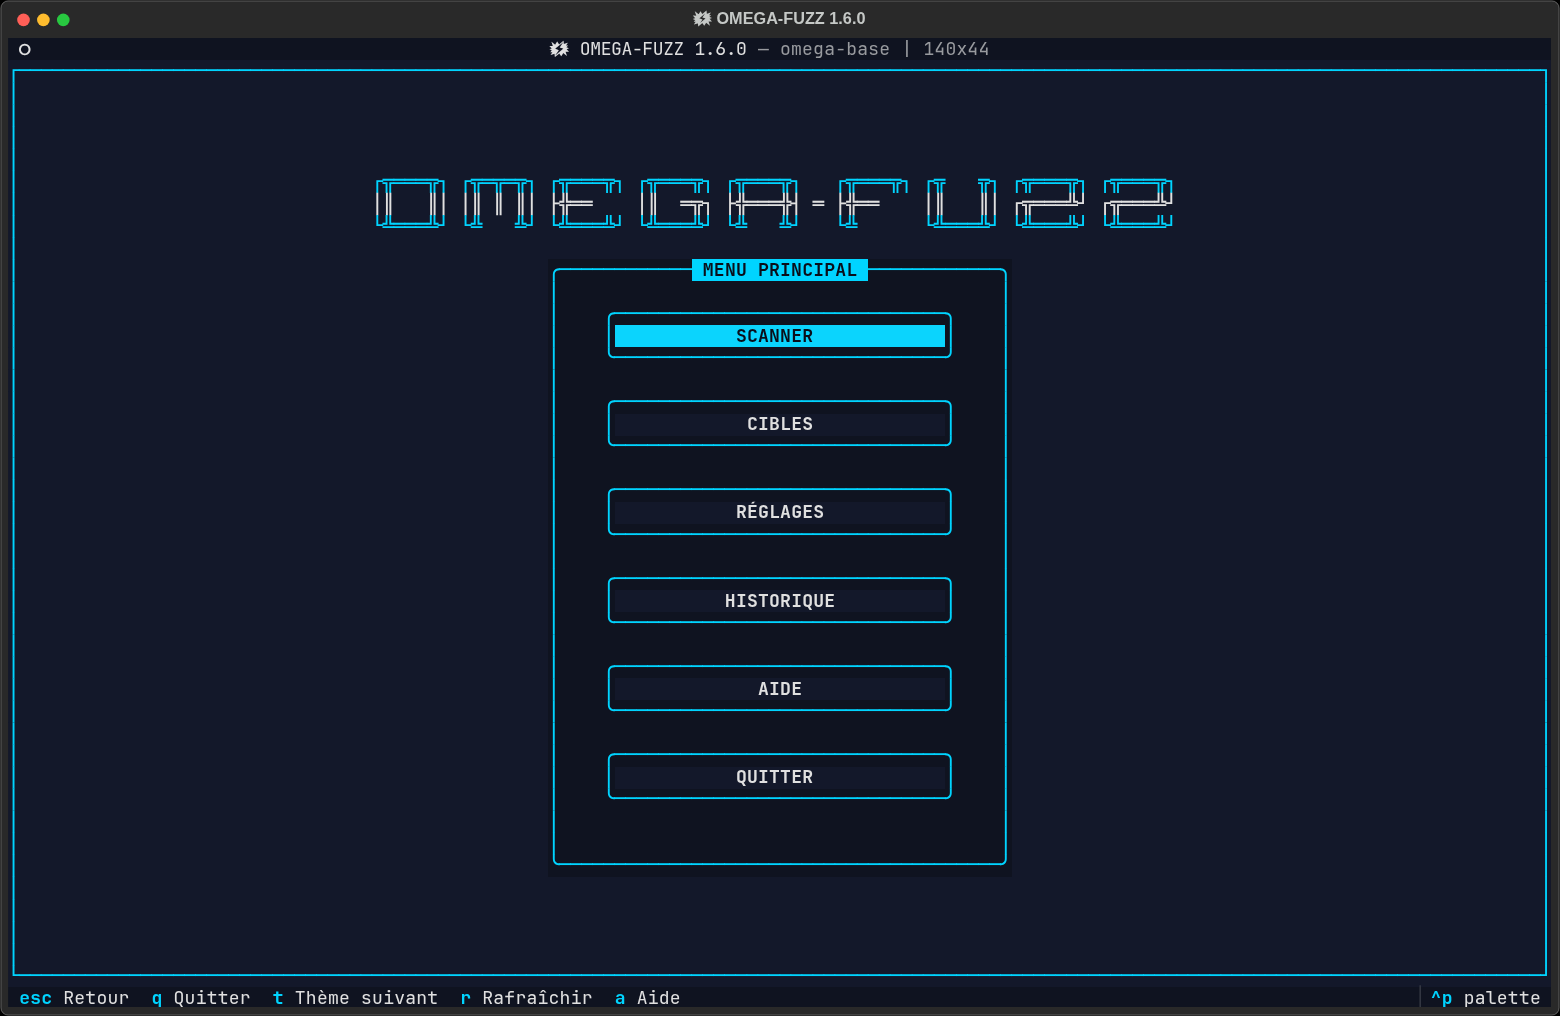 OMEGA-FUZZ 1.6.0
OMEGA-FUZZ 1.6.0 — omega-base | 140x44
OMEGA-FUZZ
MENU PRINCIPAL
SCANNER
CIBLES
RÉGLAGES
HISTORIQUE
AIDE
QUITTER
esc Retour q Quitter t Thème suivant r Rafraîchir a Aide ^p palette